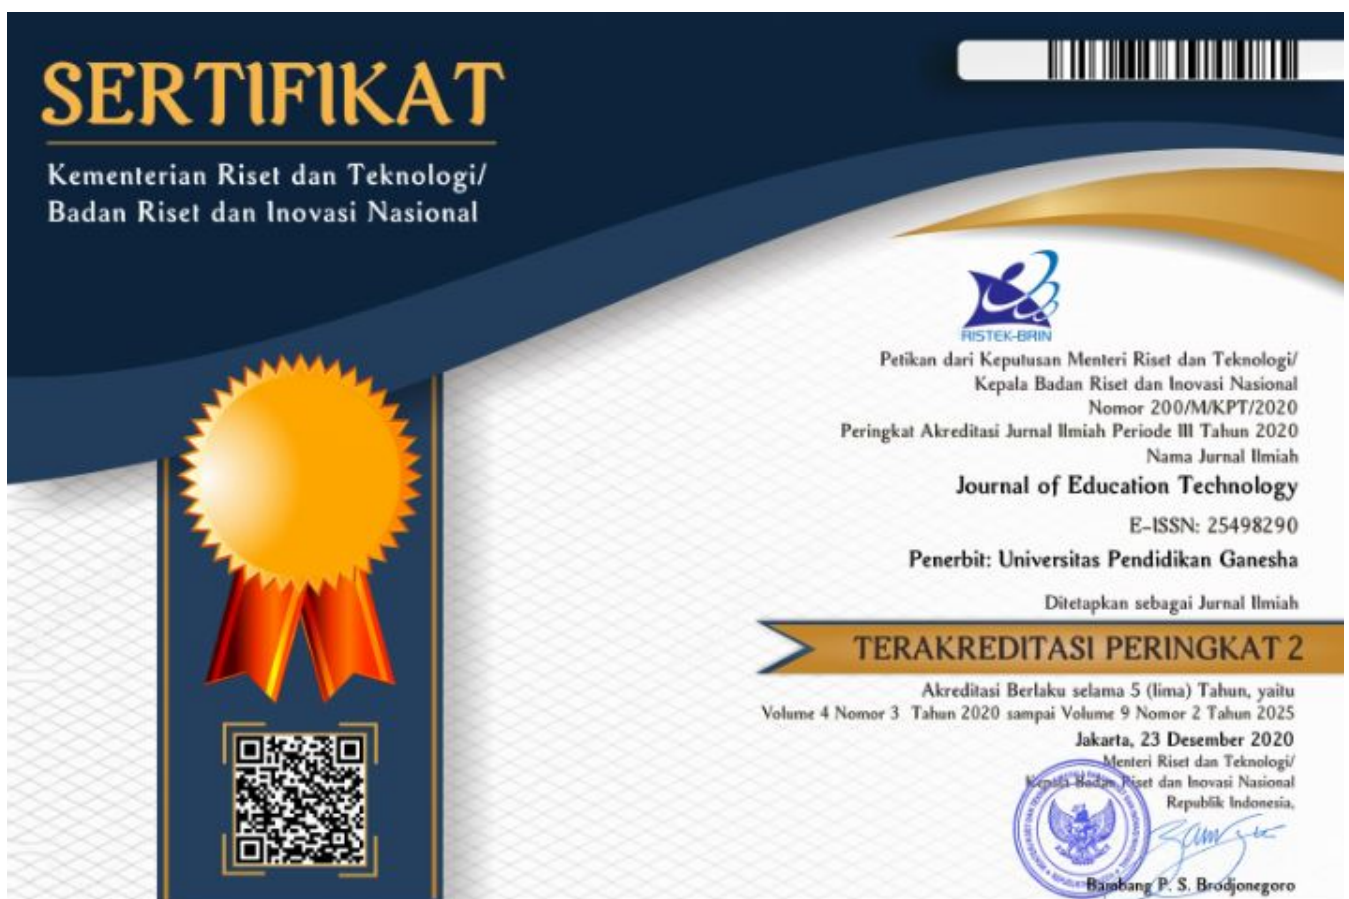 SERTIFIKAT
Kementerian Riset dan Teknologi/
Badan Riset dan Inovasi Nasional
RISTEK-BRIN
Petikan dari Keputusan Menteri Riset dan Teknologi/
Kepala Badan Riset dan Inovasi Nasional
Nomor 200/M/KPT/2020
Peringkat Akreditasi Jurnal Ilmiah Periode III Tahun 2020
Nama Jurnal Ilmiah
Journal of Education Technology
E-ISSN: 25498290
Penerbit: Universitas Pendidikan Ganesha
Ditetapkan sebagai Jurnal Ilmiah
TERAKREDITASI PERINGKAT 2
Akreditasi Berlaku selama 5 (lima) Tahun, yaitu
Volume 4 Nomor 3 Tahun 2020 sampai Volume 9 Nomor 2 Tahun 2025
Jakarta, 23 Desember 2020
Menteri Riset dan Teknologi/
Kepala Badan Riset dan Inovasi Nasional
Republik Indonesia,
Bambang P. S. Brodjonegoro